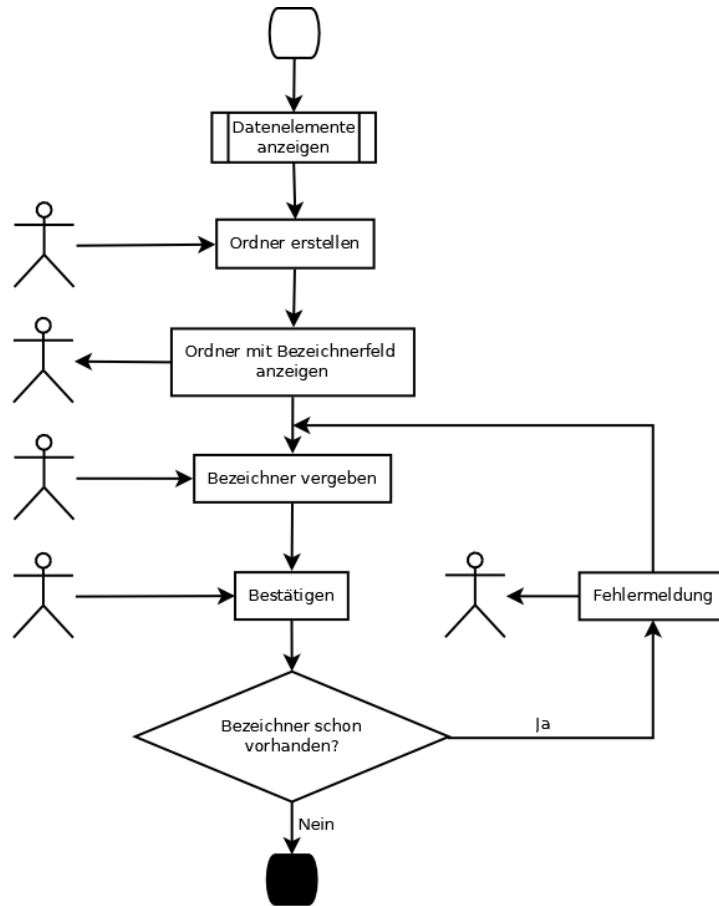 Datenelemente
anzeigen
Ordner erstellen
Ordner mit Bezeichnerfeld
anzeigen
Bezeichner vergeben
Bestätigen
Fehlermeldung
Bezeichner schon
vorhanden?
Ja
Nein